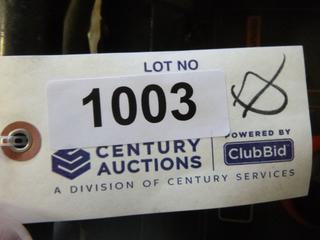 LOT NO
1003
CENTURY
AUCTIONS
POWERED BY
ClubBid
A DIVISION OF CENTURY SERVICES